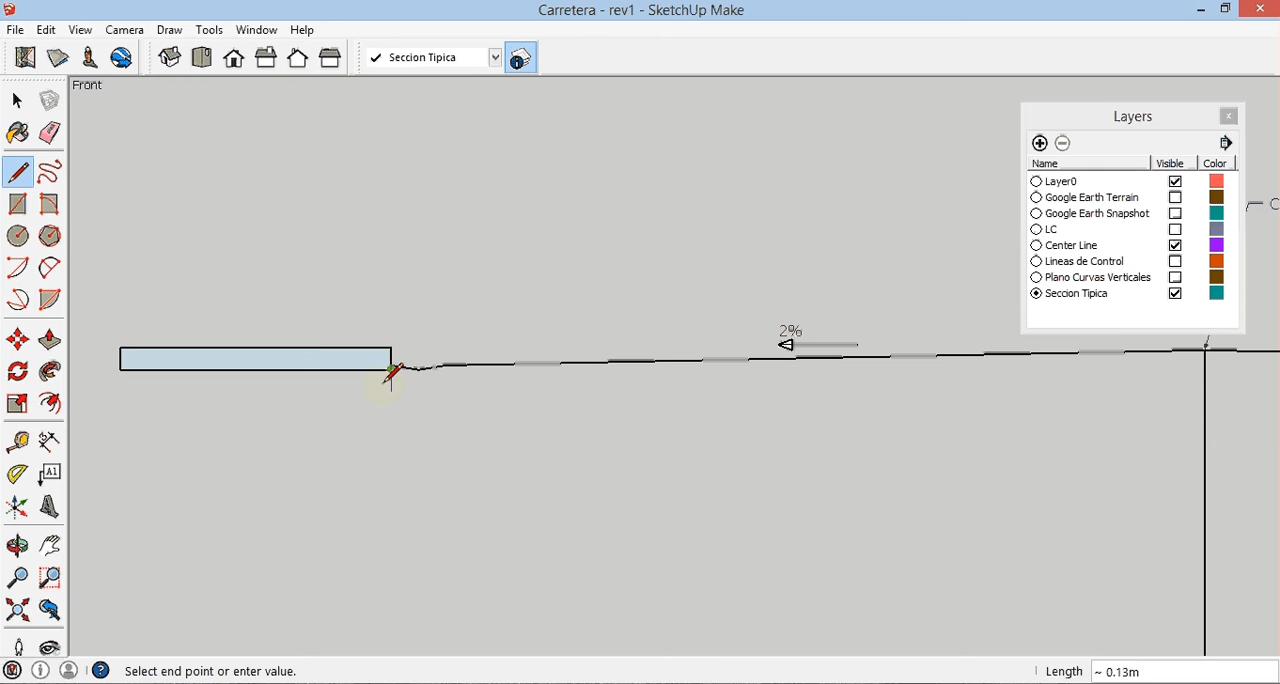 Carretera - rev1 - SketchUp Make
File Edit View Camera Draw Tools Window Help
Seccion Tipica
Front
Layers
Name Visible Color
Layer0
Google Earth Terrain
Google Earth Snapshot
LC
Center Line
Lineas de Control
Plano Curvas Verticales
Seccion Tipica
2%
A1
Select end point or enter value.
Length ~ 0.13m